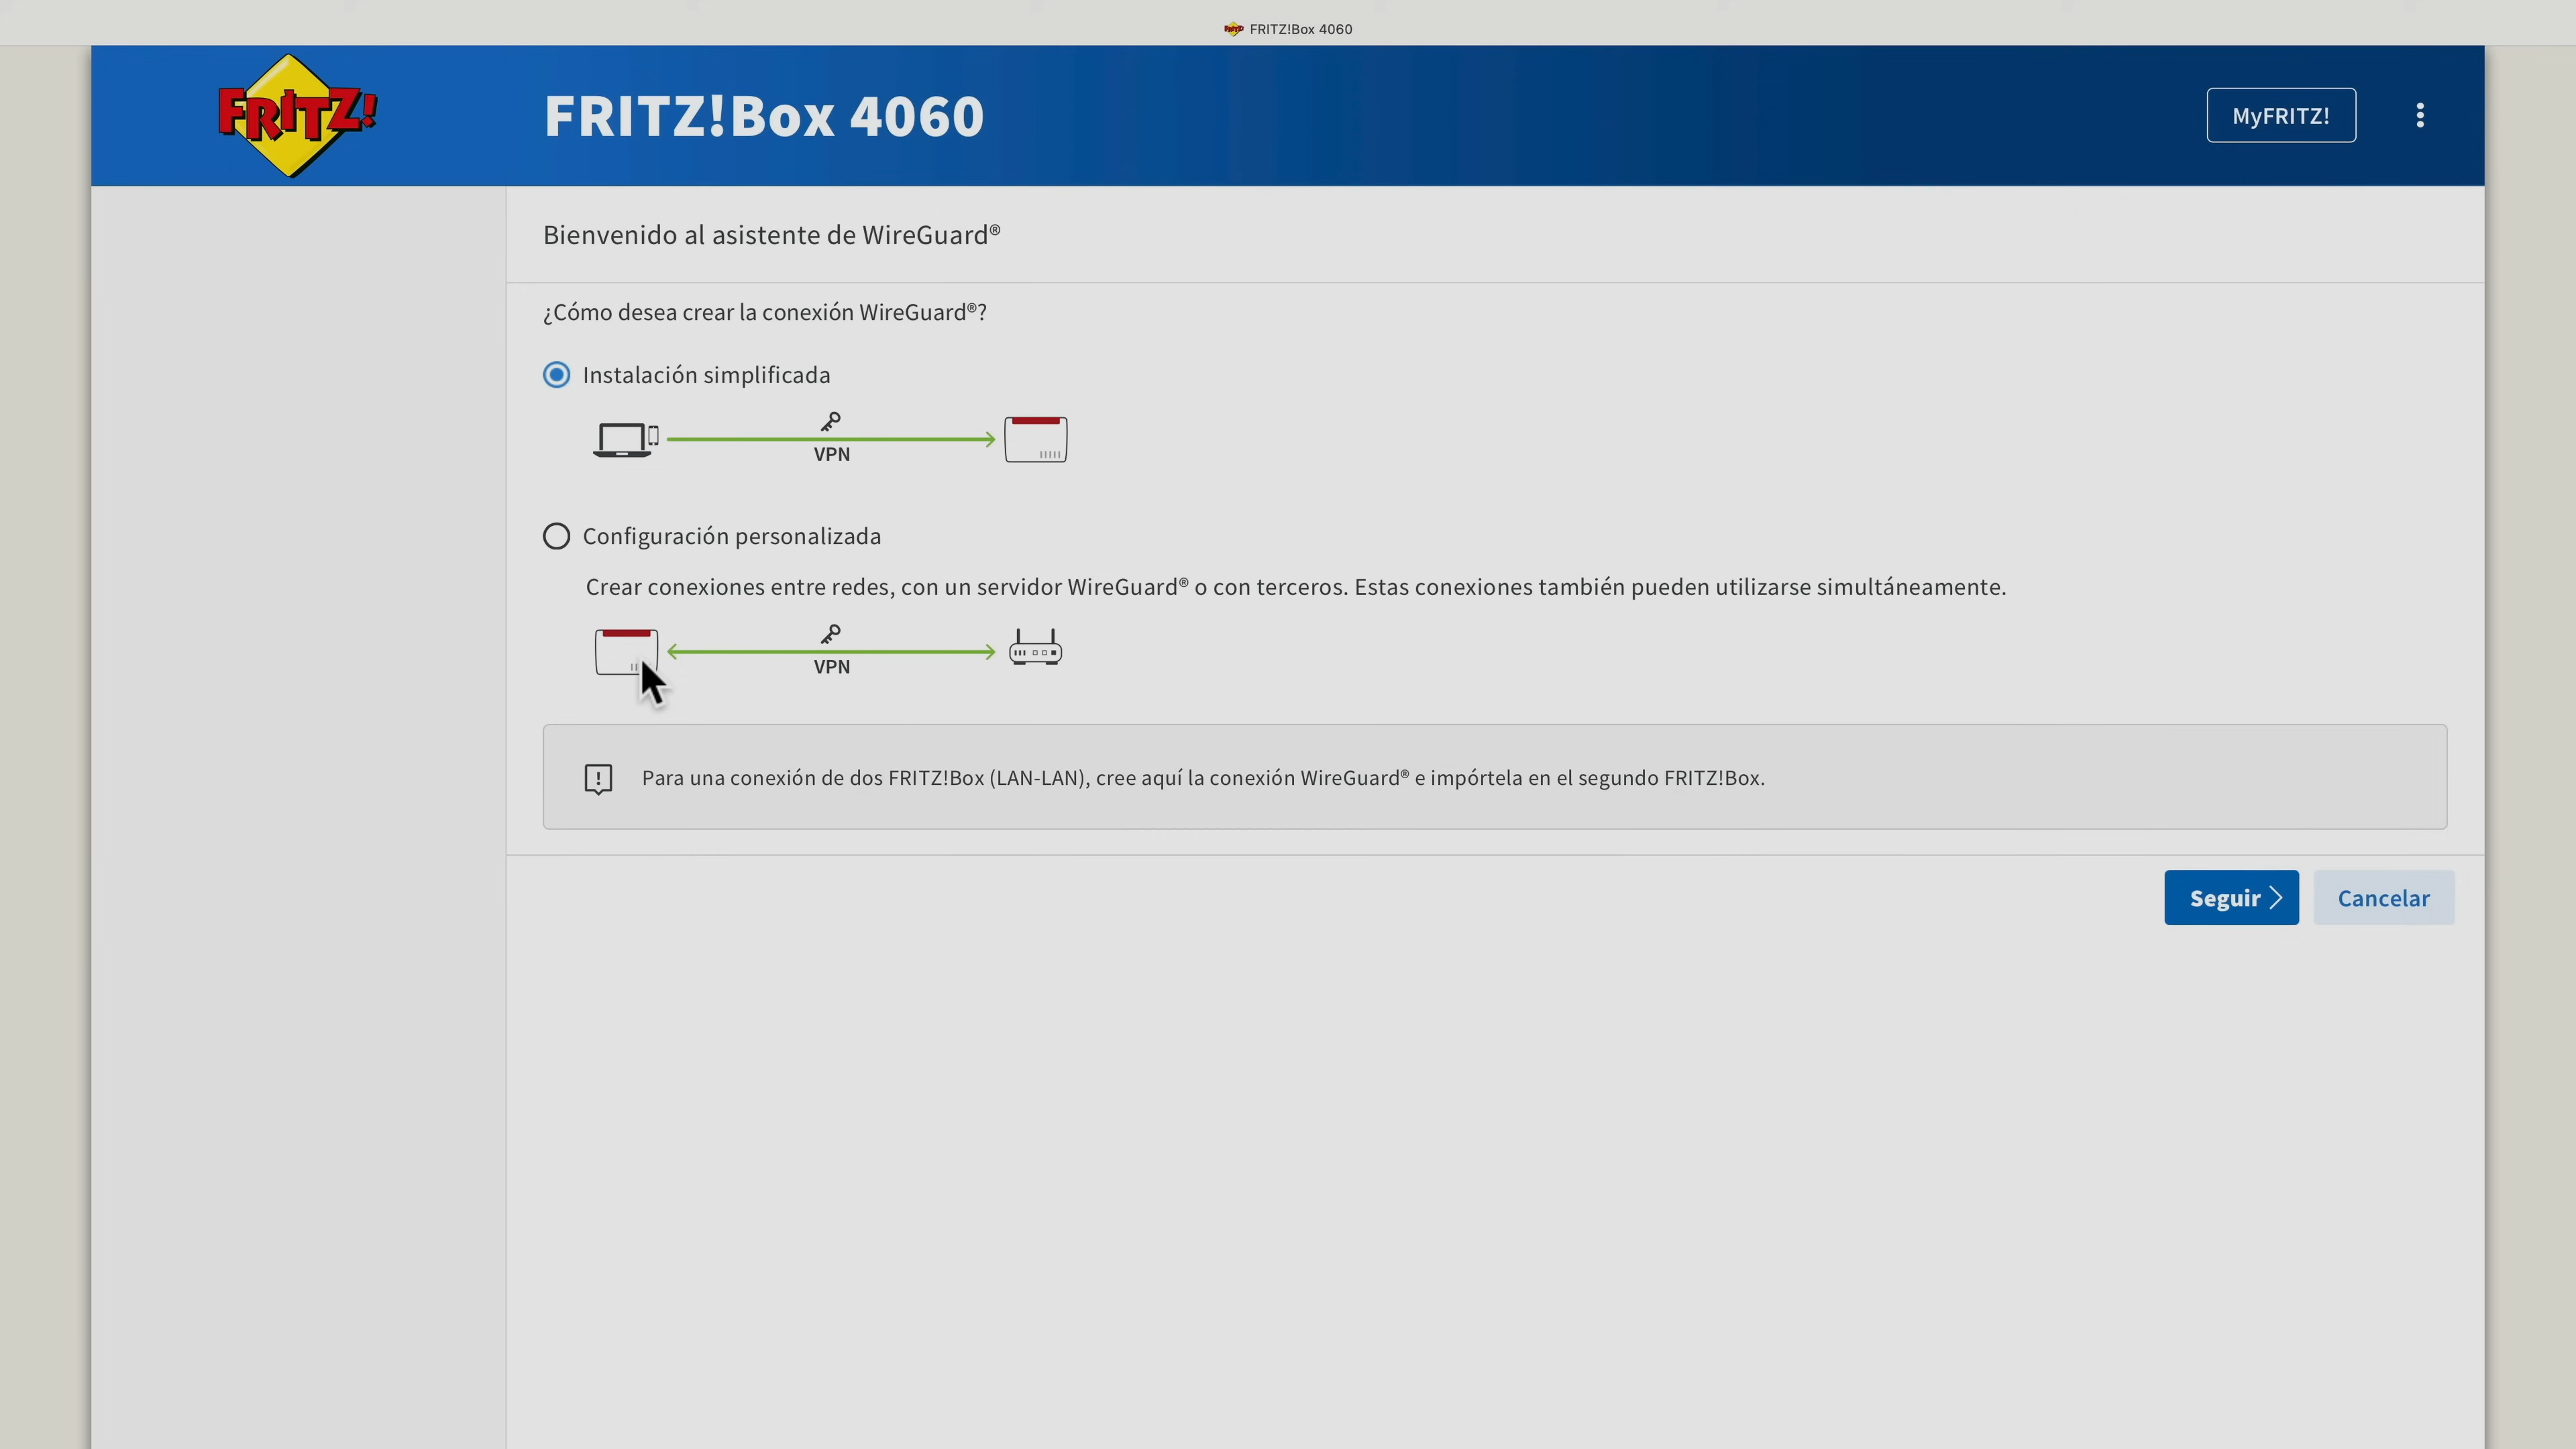 FRITZ!Box 4060
FRITZ!
FRITZ!Box 4060
MyFRITZ!
Bienvenido al asistente de WireGuard®
¿Cómo desea crear la conexión WireGuard®?
Instalación simplificada
VPN
Configuración personalizada
Crear conexiones entre redes, con un servidor WireGuard® o con terceros. Estas conexiones también pueden utilizarse simultáneamente.
VPN
Para una conexión de dos FRITZ!Box (LAN-LAN), cree aquí la conexión WireGuard® e impórtela en el segundo FRITZ!Box.
Seguir
Cancelar